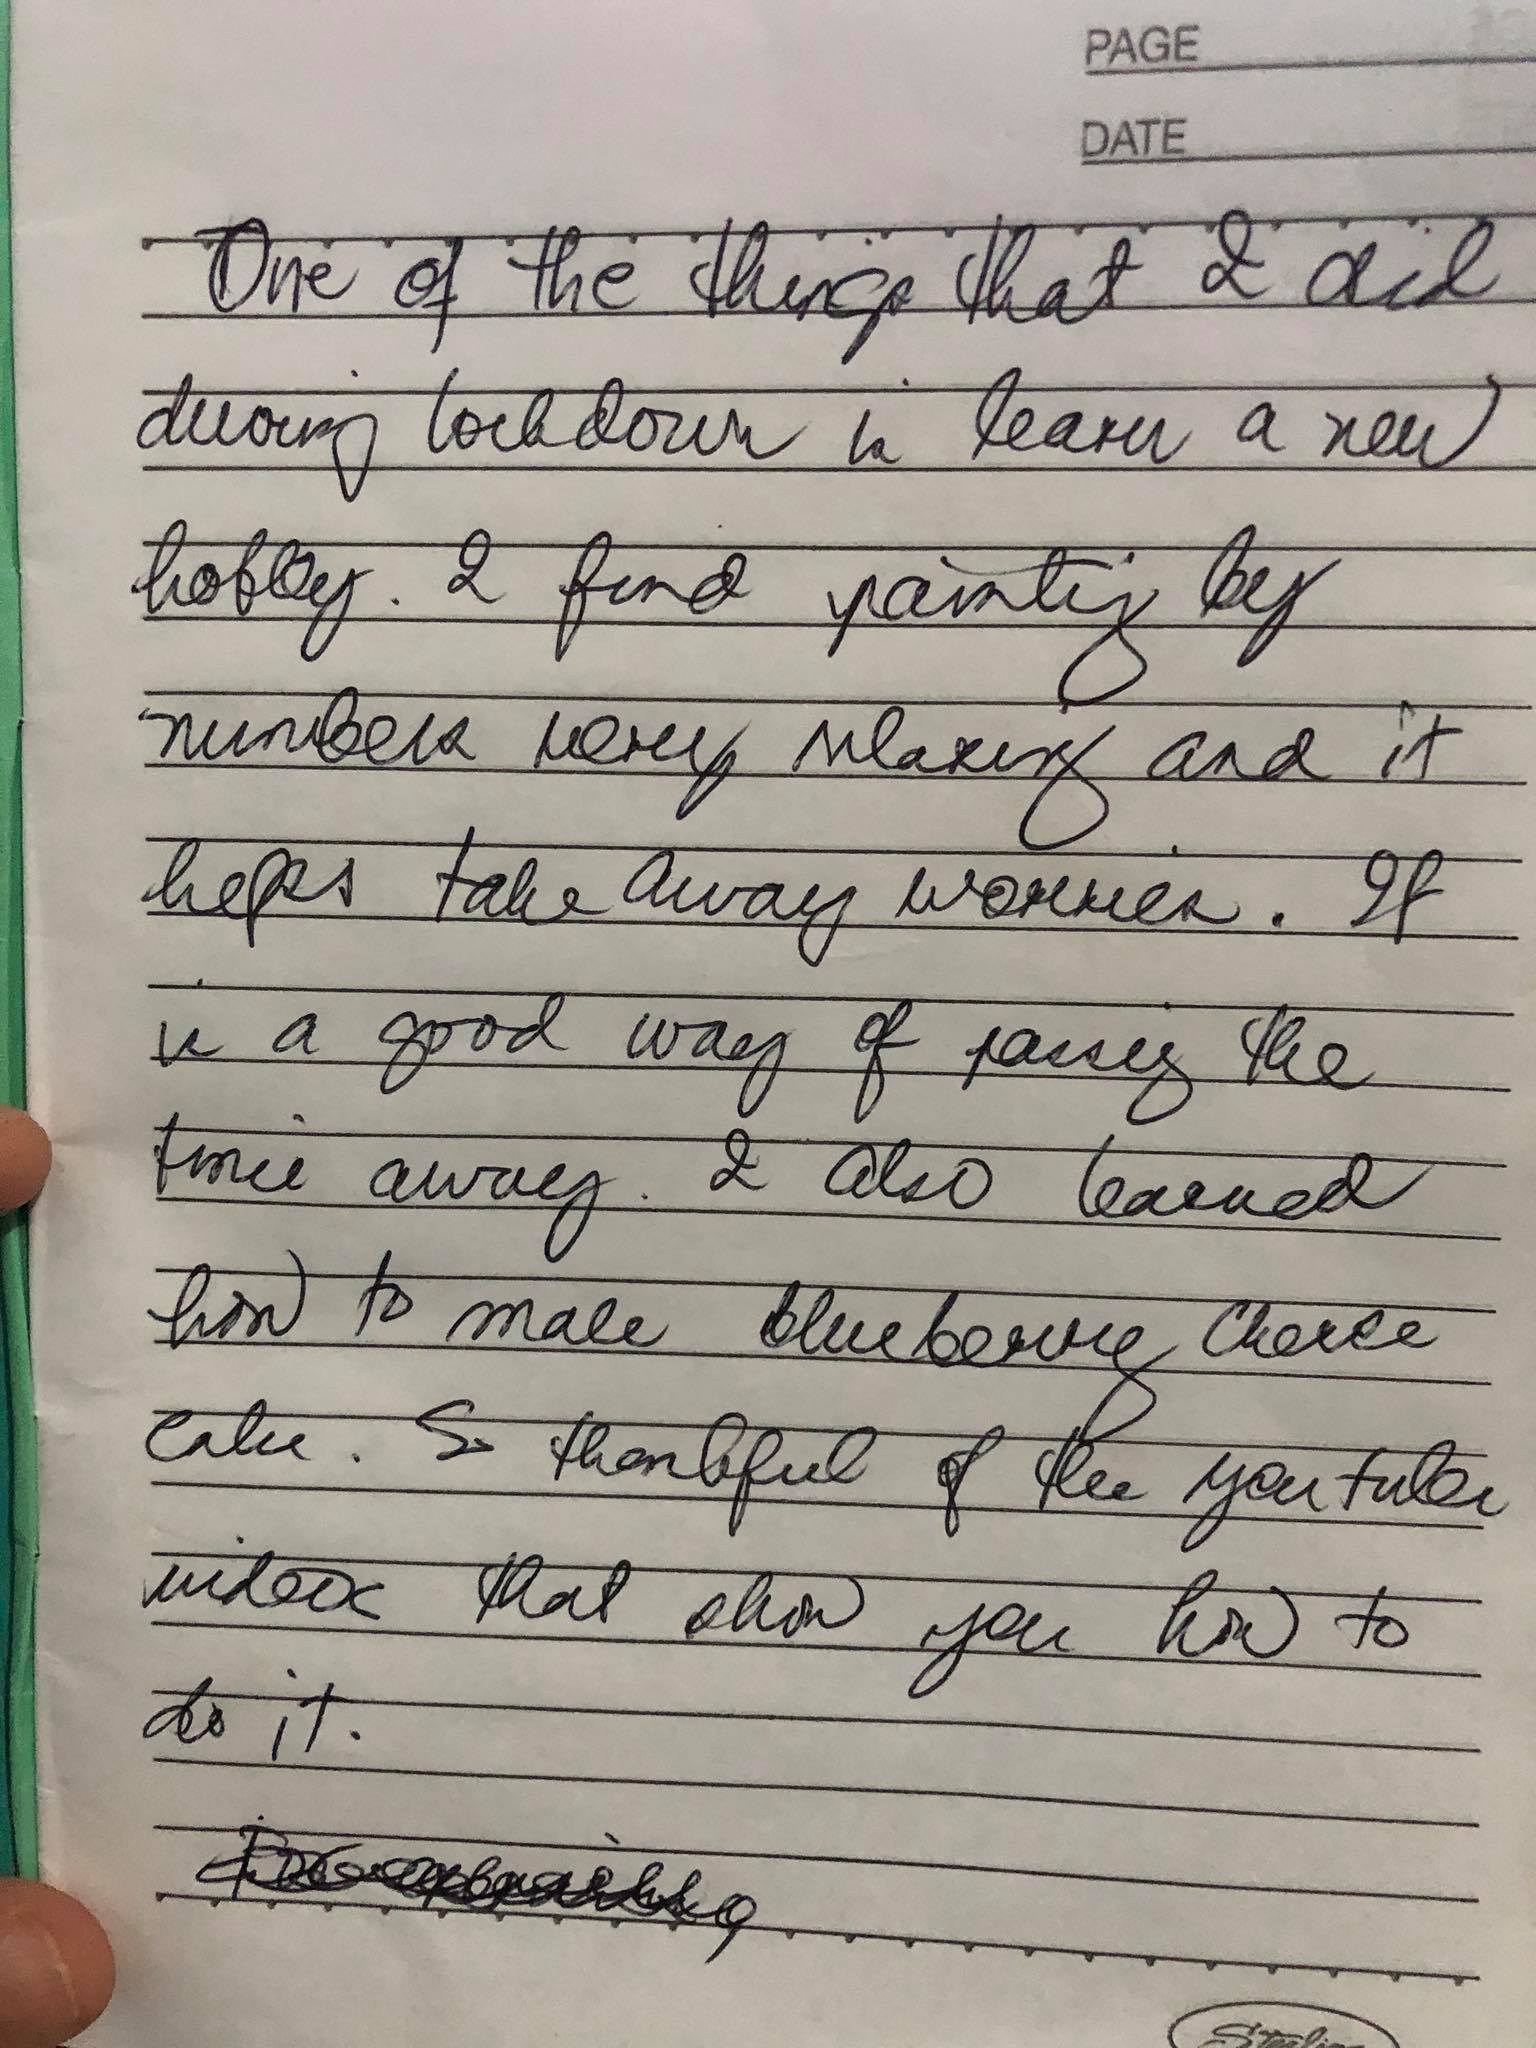 PAGE
DATE
One of the things that I did
during lockdown is learn a new
hobby. I find painting by
numbers very relaxing and it
helps take away worries. It
is a good way of passing the
time away. I also learned
how to make blueberry cheese
cake. So thankful of the youtube
videos that show you how to
do it.
Sterling